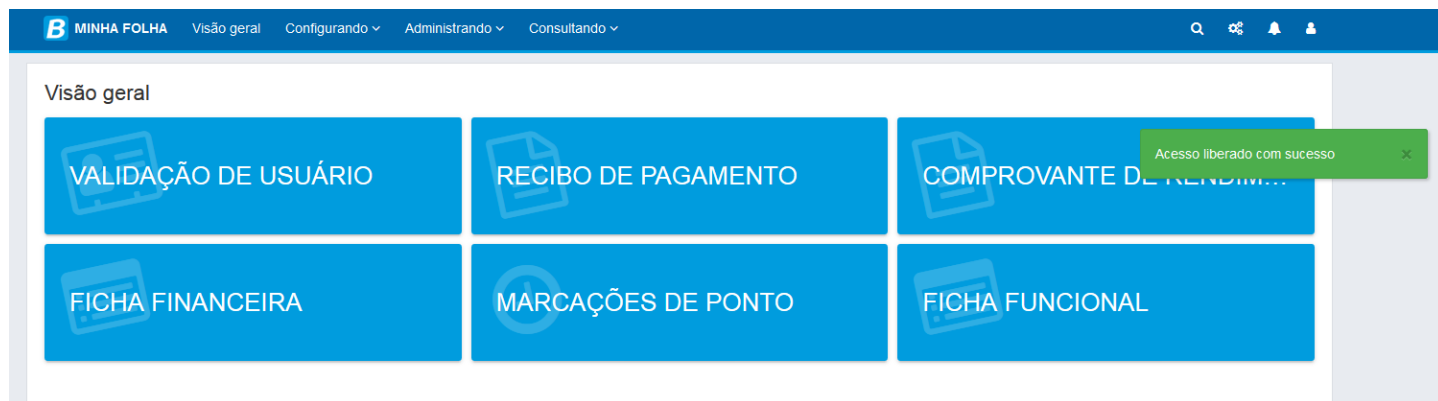 B MINHA FOLHA Visão geral Configurando Administrando Consultando
Visão geral
VALIDAÇÃO DE USUÁRIO
RECIBO DE PAGAMENTO
COMPROVANTE DE RENDIM...
Acesso liberado com sucesso ×
FICHA FINANCEIRA
MARCAÇÕES DE PONTO
FICHA FUNCIONAL